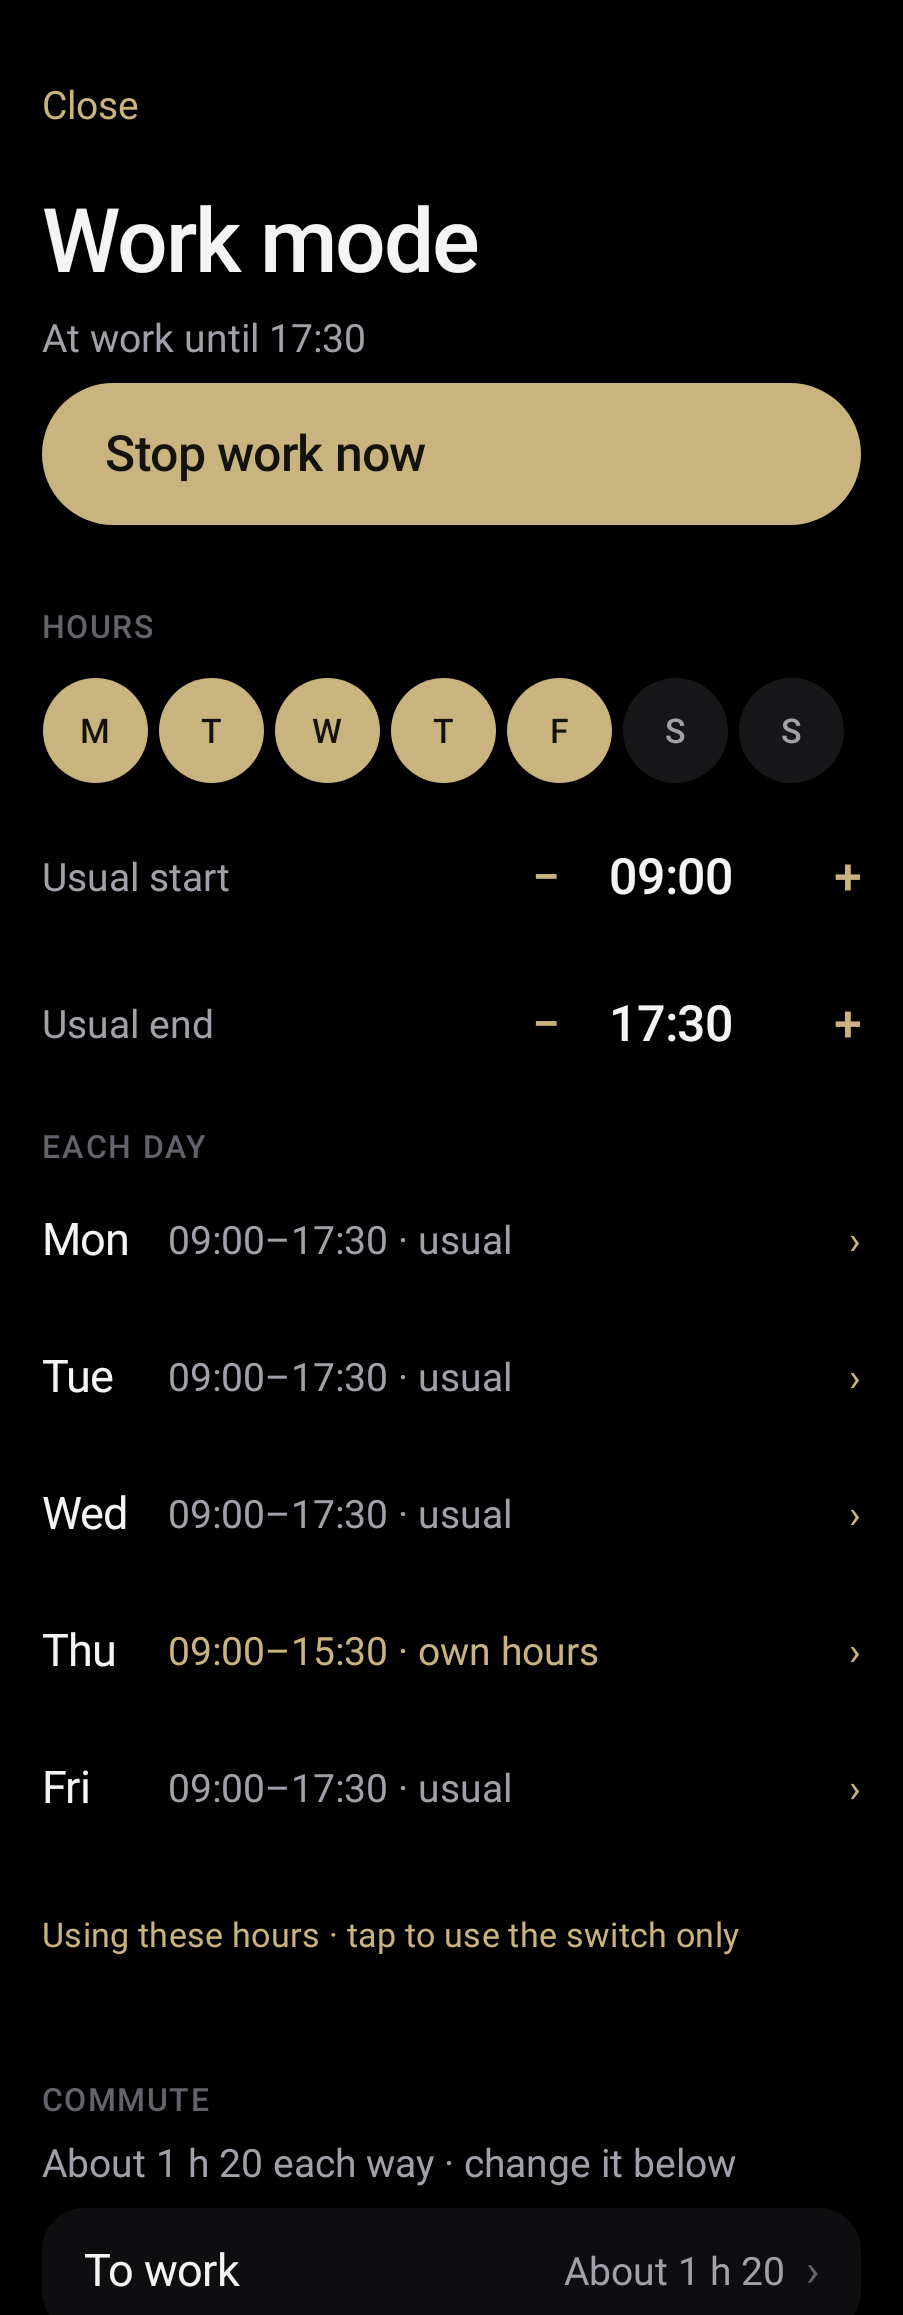 Close
Work mode
At work until 17:30
Stop work now
HOURS
M T W T F S S
Usual start − 09:00 +
Usual end − 17:30 +
EACH DAY
Mon 09:00–17:30 · usual ›
Tue 09:00–17:30 · usual ›
Wed 09:00–17:30 · usual ›
Thu 09:00–15:30 · own hours ›
Fri 09:00–17:30 · usual ›
Using these hours · tap to use the switch only
COMMUTE
About 1 h 20 each way · change it below
To work About 1 h 20 ›